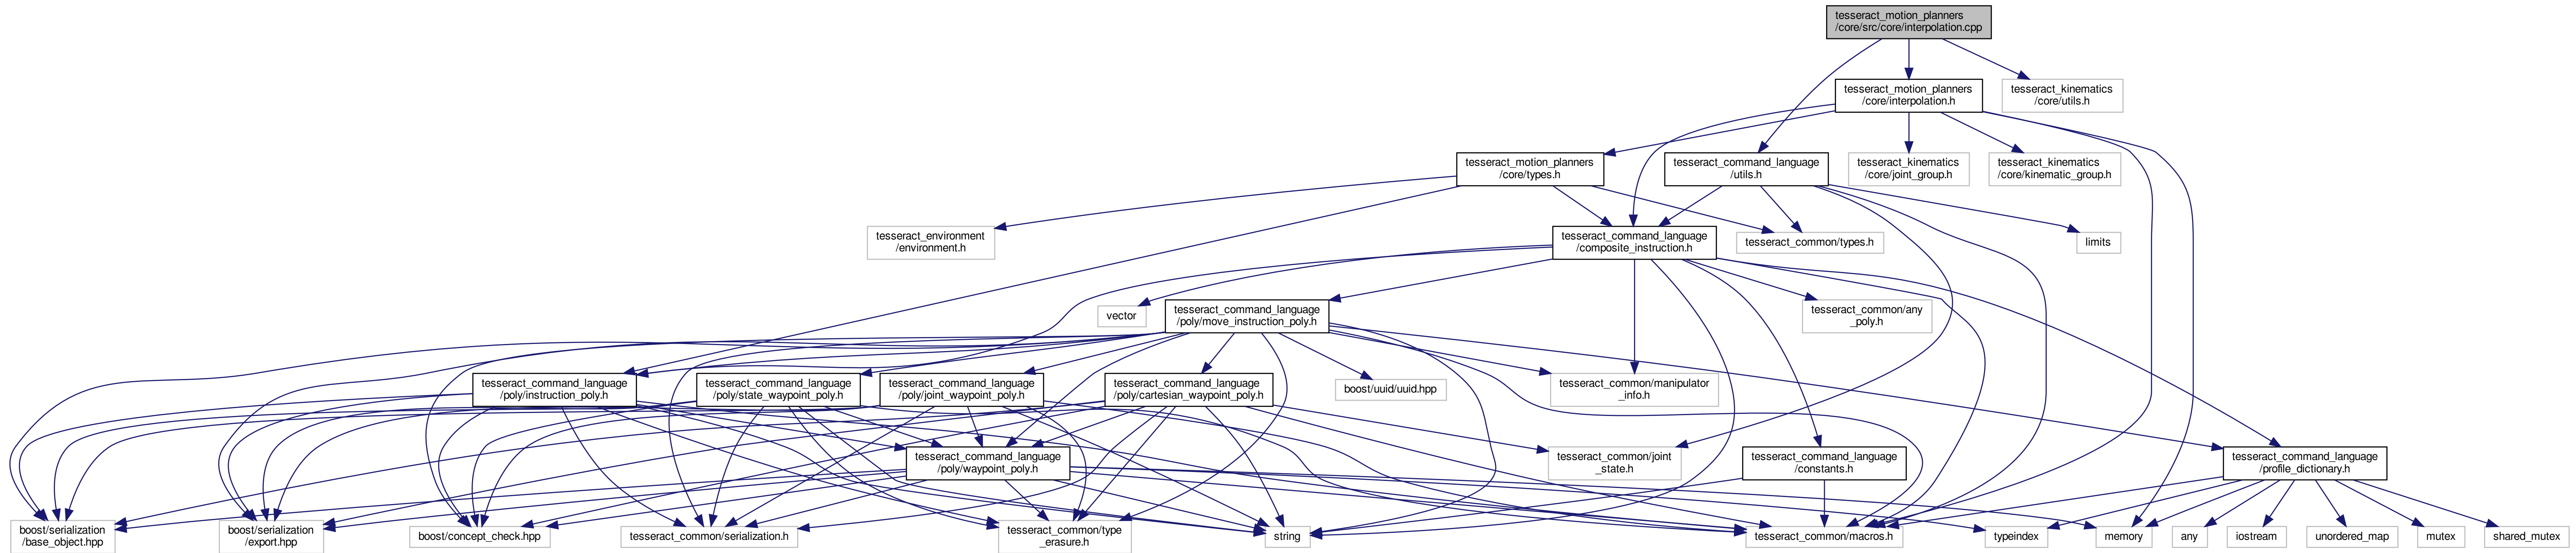 tesseract_motion_planners
/core/src/core/interpolation.cpp
tesseract_motion_planners
/core/interpolation.h
tesseract_kinematics
/core/utils.h
tesseract_motion_planners
/core/types.h
tesseract_command_language
/utils.h
tesseract_kinematics
/core/joint_group.h
tesseract_kinematics
/core/kinematic_group.h
tesseract_environment
/environment.h
tesseract_command_language
/composite_instruction.h
tesseract_common/types.h
limits
vector
tesseract_command_language
/poly/move_instruction_poly.h
tesseract_common/any
_poly.h
tesseract_command_language
/poly/instruction_poly.h
tesseract_command_language
/poly/state_waypoint_poly.h
tesseract_command_language
/poly/joint_waypoint_poly.h
tesseract_command_language
/poly/cartesian_waypoint_poly.h
boost/uuid/uuid.hpp
tesseract_common/manipulator
_info.h
tesseract_command_language
/poly/waypoint_poly.h
tesseract_common/joint
_state.h
tesseract_command_language
/constants.h
tesseract_command_language
/profile_dictionary.h
boost/serialization
/base_object.hpp
boost/serialization
/export.hpp
boost/concept_check.hpp
tesseract_common/serialization.h
tesseract_common/type
_erasure.h
string
tesseract_common/macros.h
typeindex
memory
any
iostream
unordered_map
mutex
shared_mutex